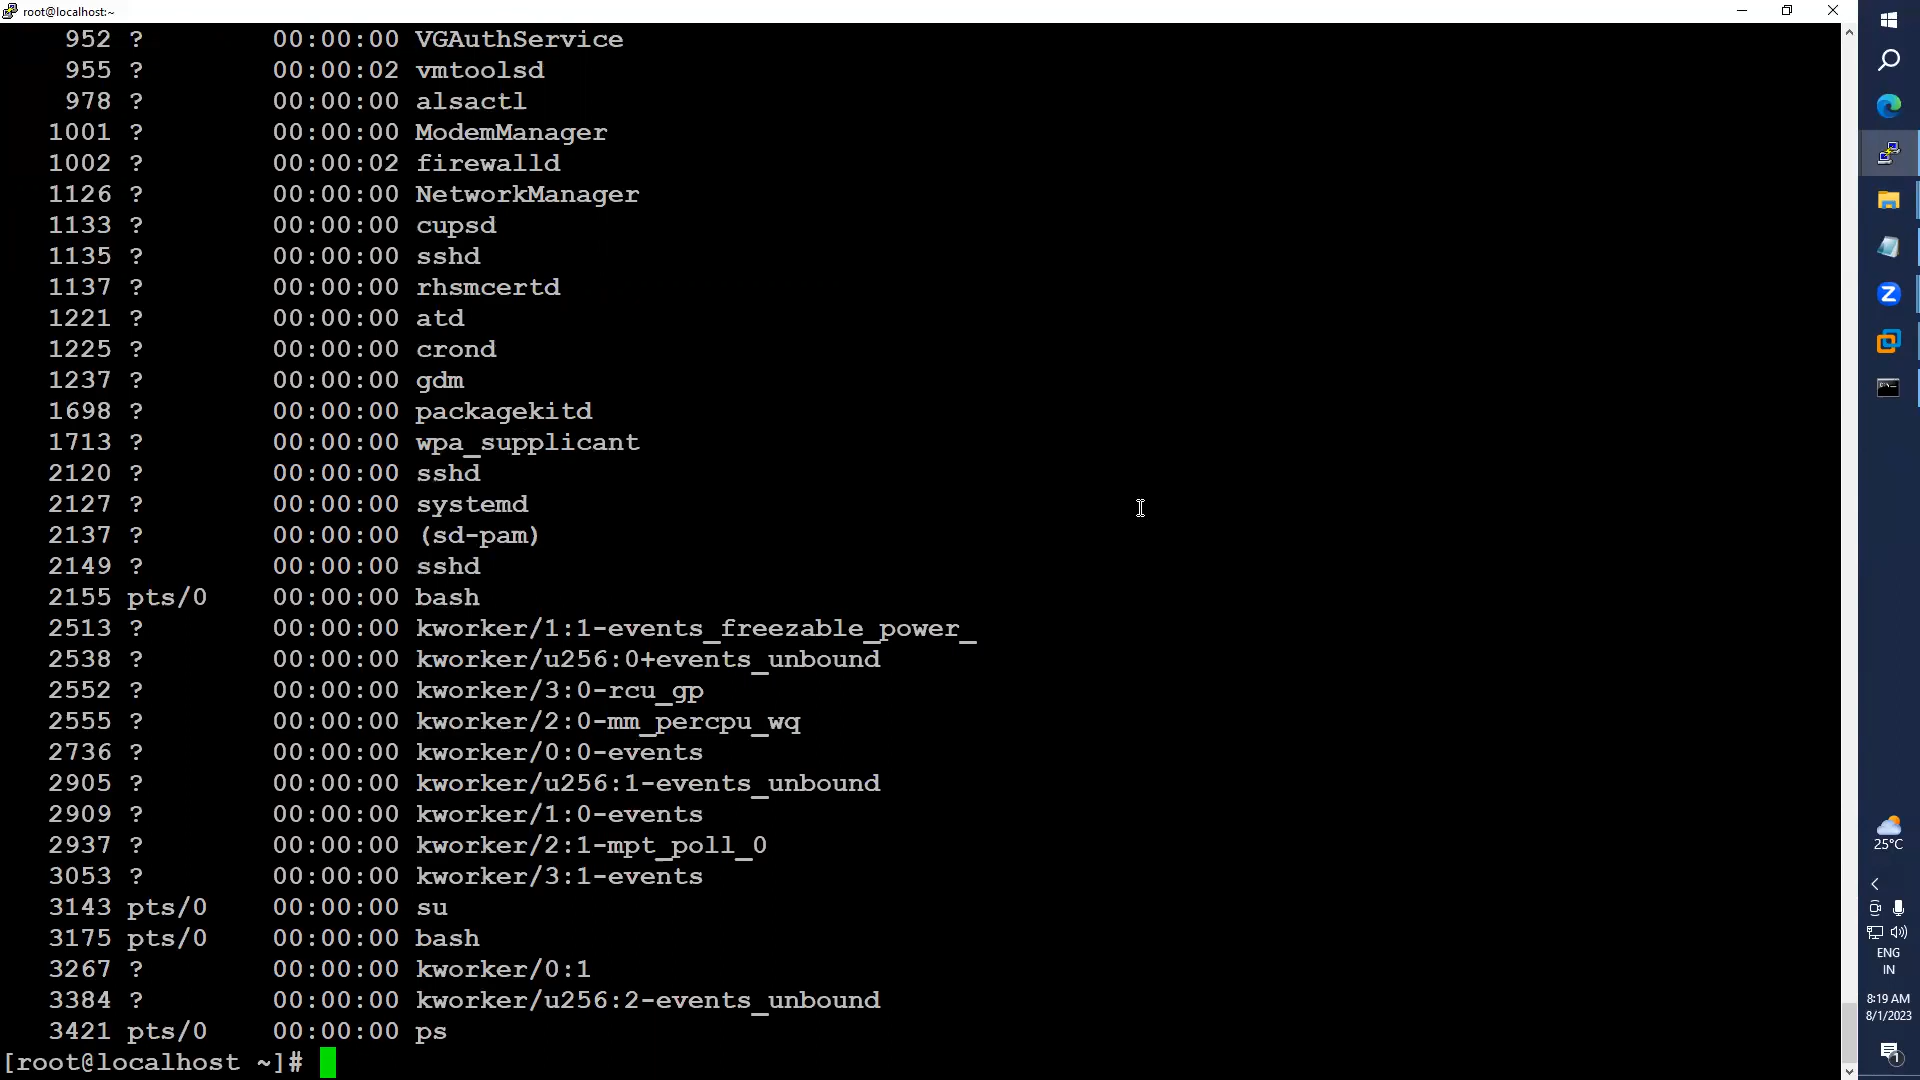 root@localhost:~
952 ? 00:00:00 VGAuthService
955 ? 00:00:02 vmtoolsd
978 ? 00:00:00 alsactl
1001 ? 00:00:00 ModemManager
1002 ? 00:00:02 firewalld
1126 ? 00:00:00 NetworkManager
1133 ? 00:00:00 cupsd
1135 ? 00:00:00 sshd
1137 ? 00:00:00 rhsmcertd
1221 ? 00:00:00 atd
1225 ? 00:00:00 crond
1237 ? 00:00:00 gdm
1698 ? 00:00:00 packagekitd
1713 ? 00:00:00 wpa_supplicant
2120 ? 00:00:00 sshd
2127 ? 00:00:00 systemd
2137 ? 00:00:00 (sd-pam)
2149 ? 00:00:00 sshd
2155 pts/0 00:00:00 bash
2513 ? 00:00:00 kworker/1:1-events_freezable_power_
2538 ? 00:00:00 kworker/u256:0+events_unbound
2552 ? 00:00:00 kworker/3:0-rcu_gp
2555 ? 00:00:00 kworker/2:0-mm_percpu_wq
2736 ? 00:00:00 kworker/0:0-events
2905 ? 00:00:00 kworker/u256:1-events_unbound
2909 ? 00:00:00 kworker/1:0-events
2937 ? 00:00:00 kworker/2:1-mpt_poll_0
3053 ? 00:00:00 kworker/3:1-events
3143 pts/0 00:00:00 su
3175 pts/0 00:00:00 bash
3267 ? 00:00:00 kworker/0:1
3384 ? 00:00:00 kworker/u256:2-events_unbound
3421 pts/0 00:00:00 ps
[root@localhost ~]#
Z
25°C
ENG
IN
8:19 AM
8/1/2023
1